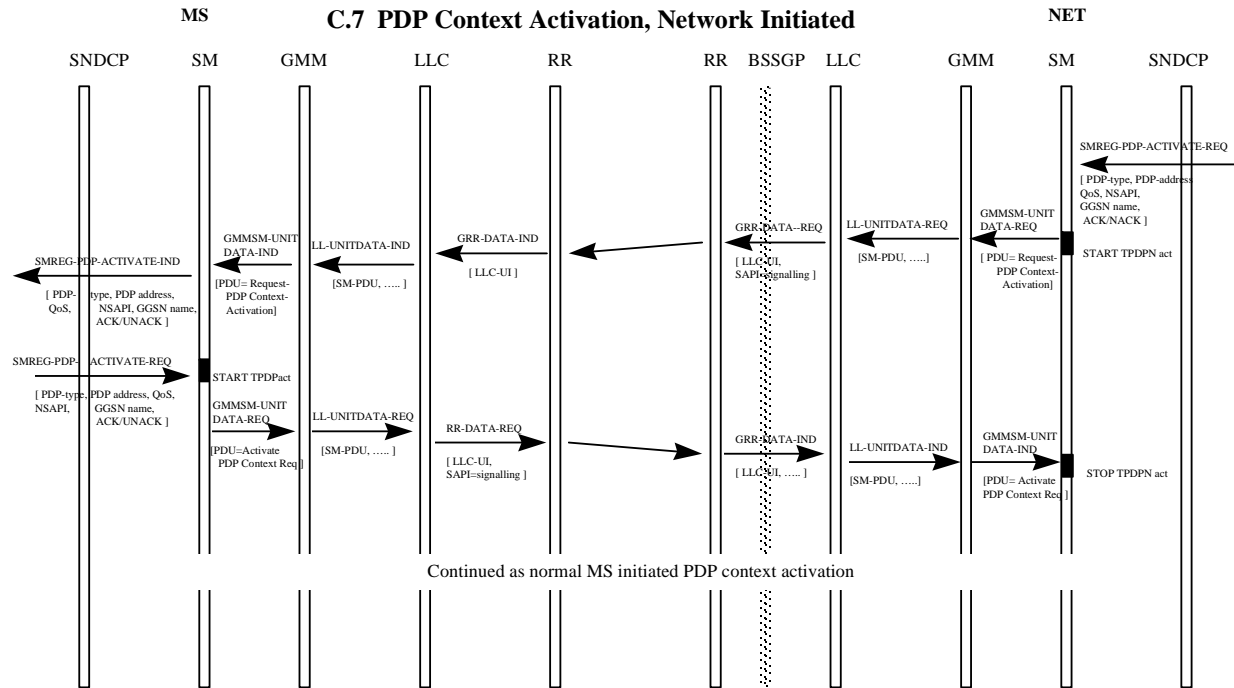 MS C.7 PDP Context Activation, Network Initiated NET
SNDCP SM GMM LLC RR RR BSSGP LLC GMM SM SNDCP
SMREG-PDP-ACTIVATE-REQ
[ PDP-type, PDP-address
QoS, NSAPI,
GGSN name,
ACK/NACK ]
GMMSM-UNIT
DATA-REQ
[ PDU= Request-
PDP Context-
Activation]
START TPDPN act
LL-UNITDATA-REQ
[SM-PDU, …..]
GRR-DATA--REQ
[ LLC-UI,
SAPI=signalling ]
GRR-DATA-IND
[ LLC-UI ]
LL-UNITDATA-IND
[SM-PDU, ….. ]
GMMSM-UNIT
DATA-IND
[PDU= Request-
PDP Context-
Activation]
SMREG-PDP-ACTIVATE-IND
[ PDP- type, PDP address,
QoS, NSAPI, GGSN name,
ACK/UNACK ]
SMREG-PDP- ACTIVATE-REQ
[ PDP-type, PDP address, QoS,
NSAPI, GGSN name,
ACK/UNACK ]
START TPDPact
GMMSM-UNIT
DATA-REQ
[PDU=Activate
PDP Context Req ]
LL-UNITDATA-REQ
[SM-PDU, ….. ]
RR-DATA-REQ
[ LLC-UI,
SAPI=signalling ]
GRR-DATA-IND
[ LLC-UI, ….. ]
LL-UNITDATA-IND
[SM-PDU, …..]
GMMSM-UNIT
DATA-IND
[PDU= Activate
PDP Context Req ]
STOP TPDPN act
Continued as normal MS initiated PDP context activation